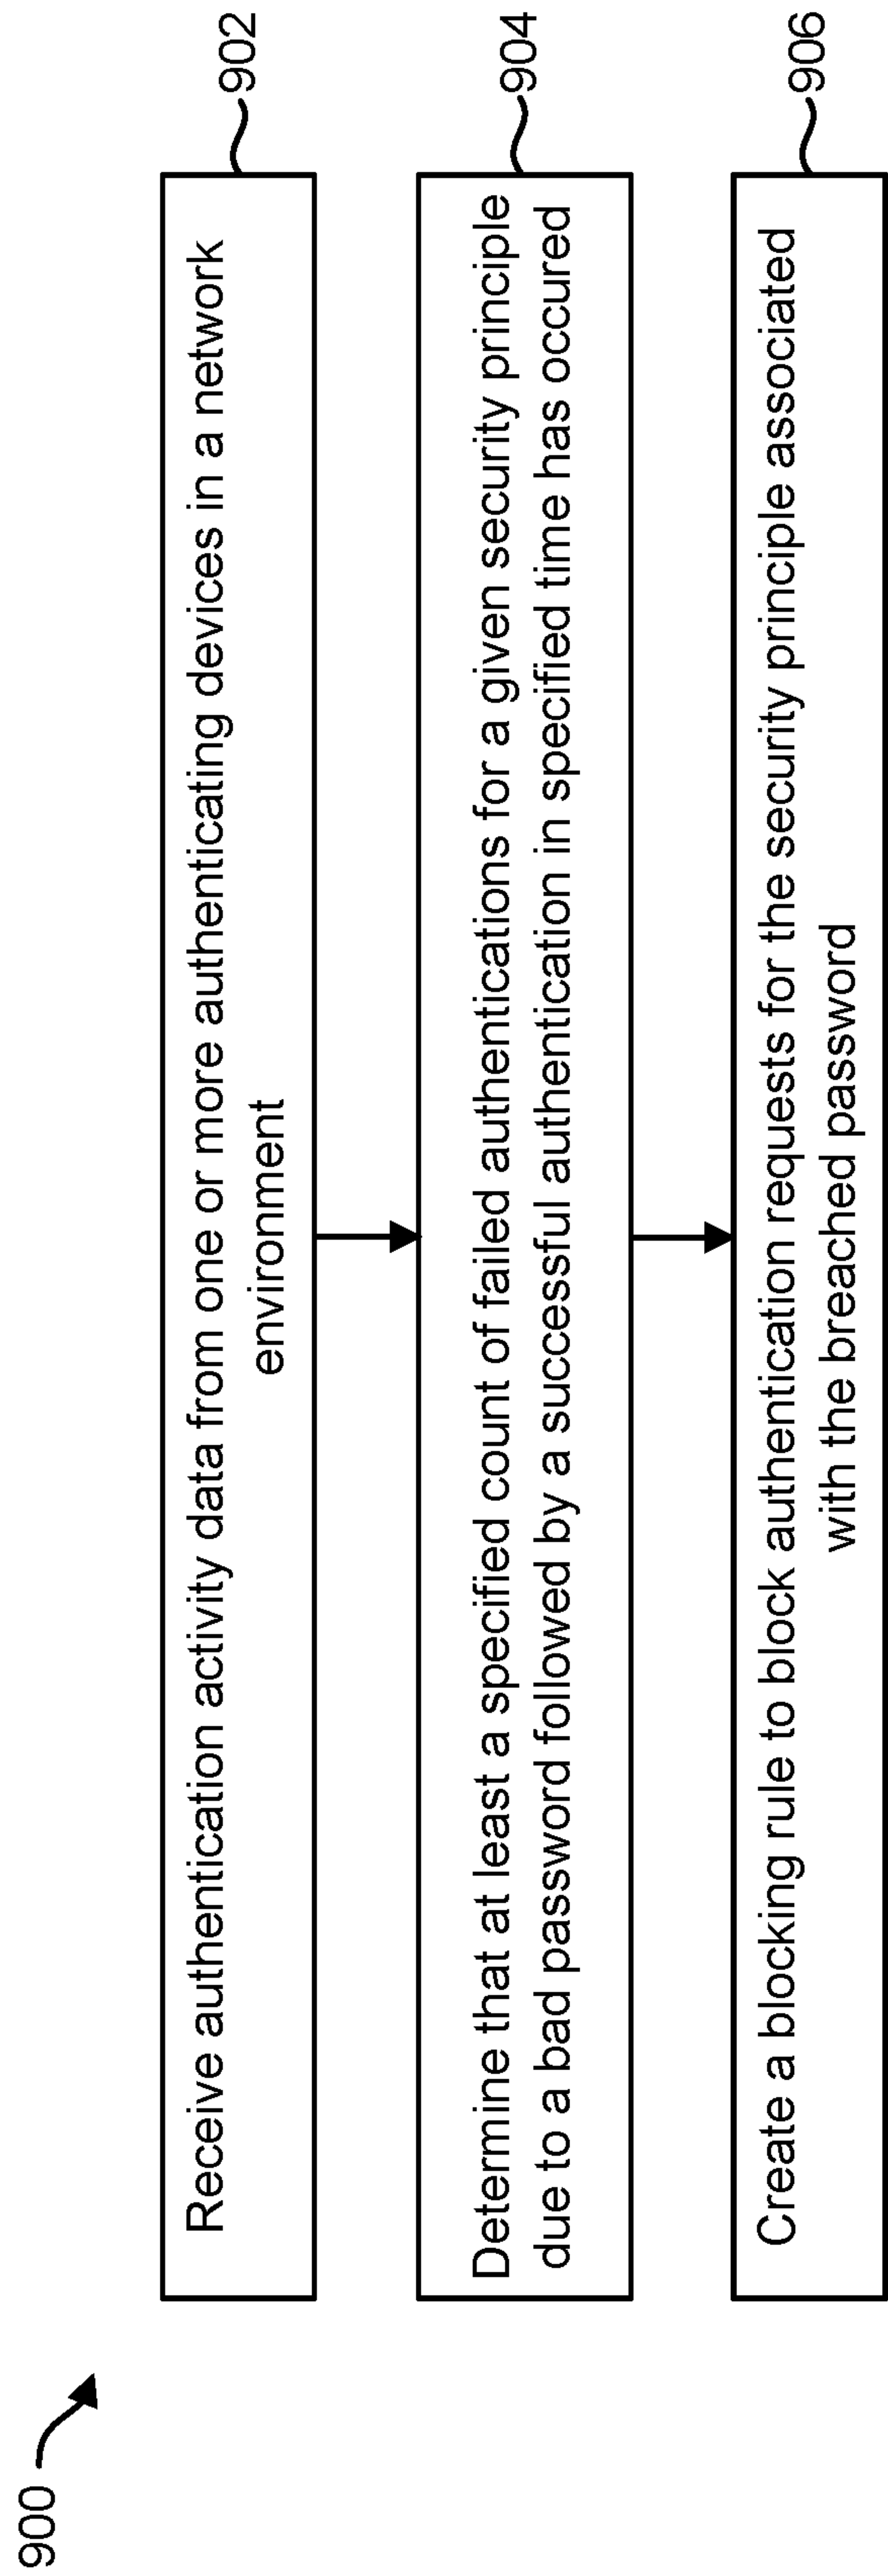 900
Receive authentication activity data from one or more authenticating devices in a network
environment
902
Determine that at least a specified count of failed authentications for a given security principle
due to a bad password followed by a successful authentication in specified time has occured
904
Create a blocking rule to block authentication requests for the security principle associated
with the breached password
906